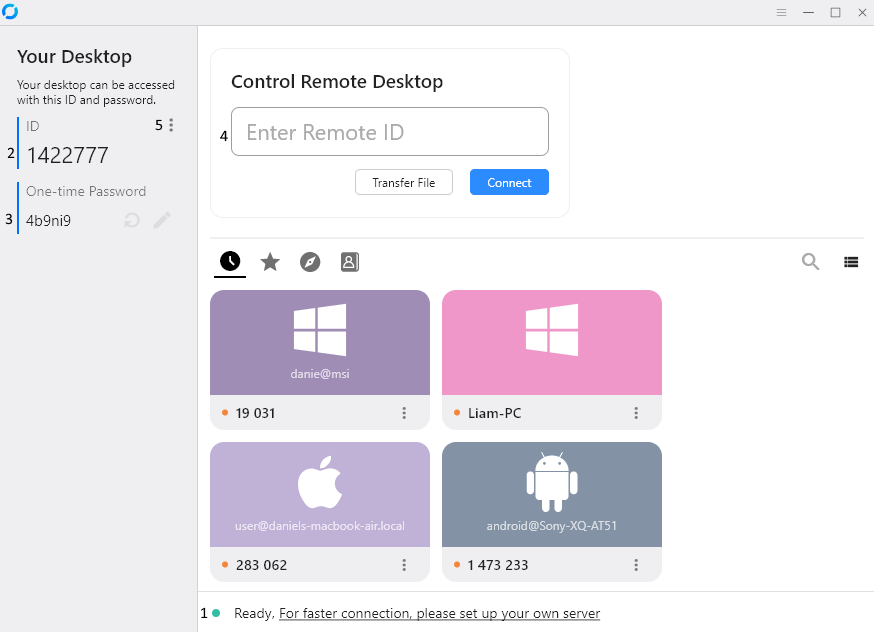 Your Desktop
Your desktop can be accessed
with this ID and password.
ID
5
2
1422777
One-time Password
3
4b9ni9
Control Remote Desktop
4
Enter Remote ID
Transfer File
Connect
danie@msi
19 031
Liam-PC
user@daniels-macbook-air.local
283 062
android@Sony-XQ-AT51
1 473 233
1
Ready, For faster connection, please set up your own server